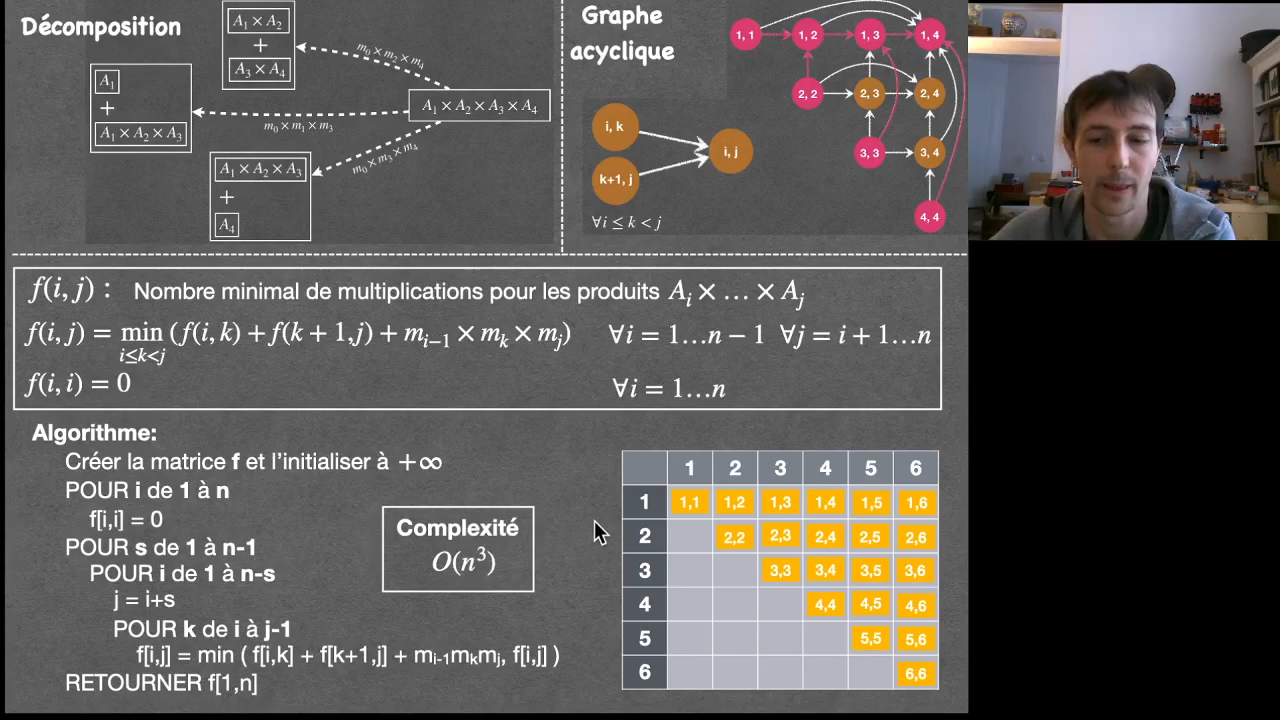 Décomposition
A₁ × A₂
+
A₃ × A₄
m₀ × m₂ × m₄
A₁
+
A₁ × A₂ × A₃
m₀ × m₁ × m₃
A₁ × A₂ × A₃ × A₄
A₁ × A₂ × A₃
+
A₄
m₀ × m₃ × m₄
Graphe
acyclique
i, k
i, j
k+1, j
∀i ≤ k < j
1, 1 1, 2 1, 3 1, 4
2, 2 2, 3 2, 4
3, 3 3, 4
4, 4
f(i, j) : Nombre minimal de multiplications pour les produits Aᵢ × … × Aⱼ
f(i, j) = min (f(i, k) + f(k + 1,j) + mᵢ₋₁ × mₖ × mⱼ) ∀i = 1…n − 1 ∀j = i + 1…n
i≤k<j
f(i, i) = 0 ∀i = 1…n
Algorithme:
Créer la matrice f et l'initialiser à +∞
POUR i de 1 à n
f[i,i] = 0
POUR s de 1 à n-1
POUR i de 1 à n-s
j = i+s
POUR k de i à j-1
f[i,j] = min ( f[i,k] + f[k+1,j] + mᵢ₋₁mₖmⱼ, f[i,j] )
RETOURNER f[1,n]
Complexité
O(n³)
1 2 3 4 5 6
1 1,1 1,2 1,3 1,4 1,5 1,6
2 2,2 2,3 2,4 2,5 2,6
3 3,3 3,4 3,5 3,6
4 4,4 4,5 4,6
5 5,5 5,6
6 6,6